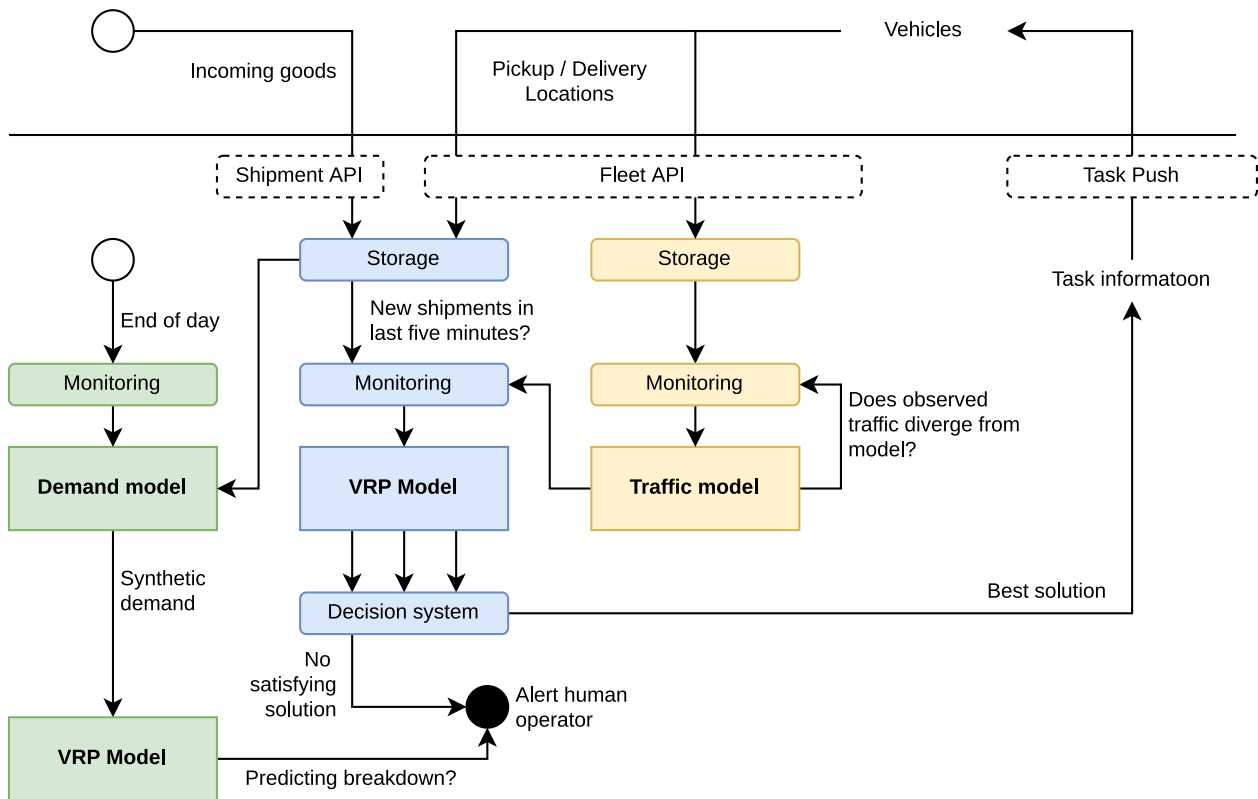 Vehicles
Incoming goods
Pickup / Delivery
Locations
Shipment API
Fleet API
Task Push
Storage
Storage
Task informatoon
End of day
New shipments in
last five minutes?
Monitoring
Monitoring
Monitoring
Does observed
traffic diverge from
model?
Demand model
VRP Model
Traffic model
Synthetic
demand
Best solution
Decision system
No
satisfying
solution
Alert human
operator
VRP Model
Predicting breakdown?